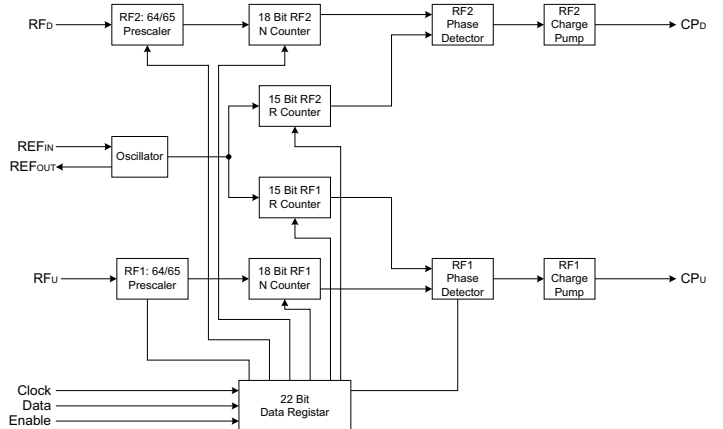 RFD
RF2: 64/65
Prescaler
18 Bit RF2
N Counter
RF2
Phase
Detector
RF2
Charge
Pump
CPD
15 Bit RF2
R Counter
REFIN
REFOUT
Oscillator
15 Bit RF1
R Counter
RFU
RF1: 64/65
Prescaler
18 Bit RF1
N Counter
RF1
Phase
Detector
RF1
Charge
Pump
CPU
Clock
Data
Enable
22 Bit
Data Registar